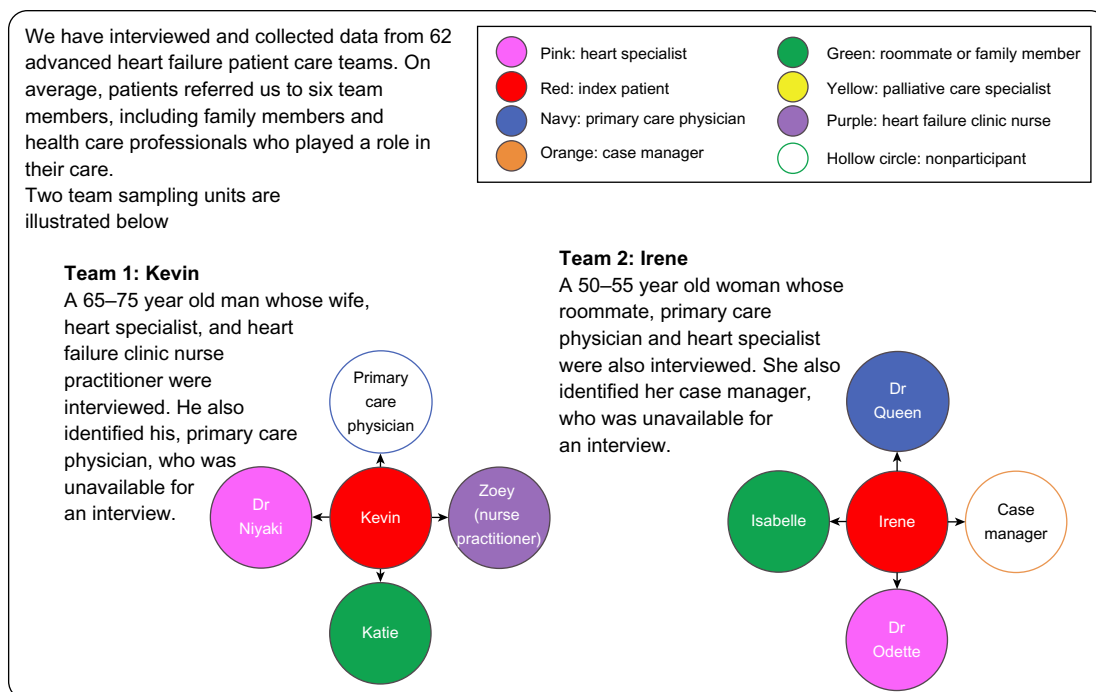 We have interviewed and collected data from 62
advanced heart failure patient care teams. On
average, patients referred us to six team
members, including family members and
health care professionals who played a role in
their care.
Two team sampling units are
illustrated below
Pink: heart specialist
Red: index patient
Navy: primary care physician
Orange: case manager
Green: roommate or family member
Yellow: palliative care specialist
Purple: heart failure clinic nurse
Hollow circle: nonparticipant
Team 1: Kevin
A 65–75 year old man whose wife,
heart specialist, and heart
failure clinic nurse
practitioner were
interviewed. He also
identified his, primary care
physician, who was
unavailable for
an interview.
Primary
care
physician
Dr
Niyaki
Kevin
Zoey
(nurse
practitioner)
Katie
Team 2: Irene
A 50–55 year old woman whose
roommate, primary care
physician and heart specialist
were also interviewed. She also
identified her case manager,
who was unavailable for
an interview.
Dr
Queen
Isabelle
Irene
Case
manager
Dr
Odette